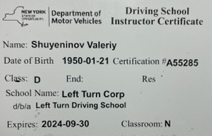 NEW YORK
STATE OF
OPPORTUNITY.
Department of
Motor Vehicles
Driving School
Instructor Certificate
Name: Shuyeninov Valeriy
Date of Birth 1950-01-21 Certification #A55285
Class: D End: Res
School Name: Left Turn Corp
d/b/a Left Turn Driving School
Expires: 2024-09-30 Classroom: N